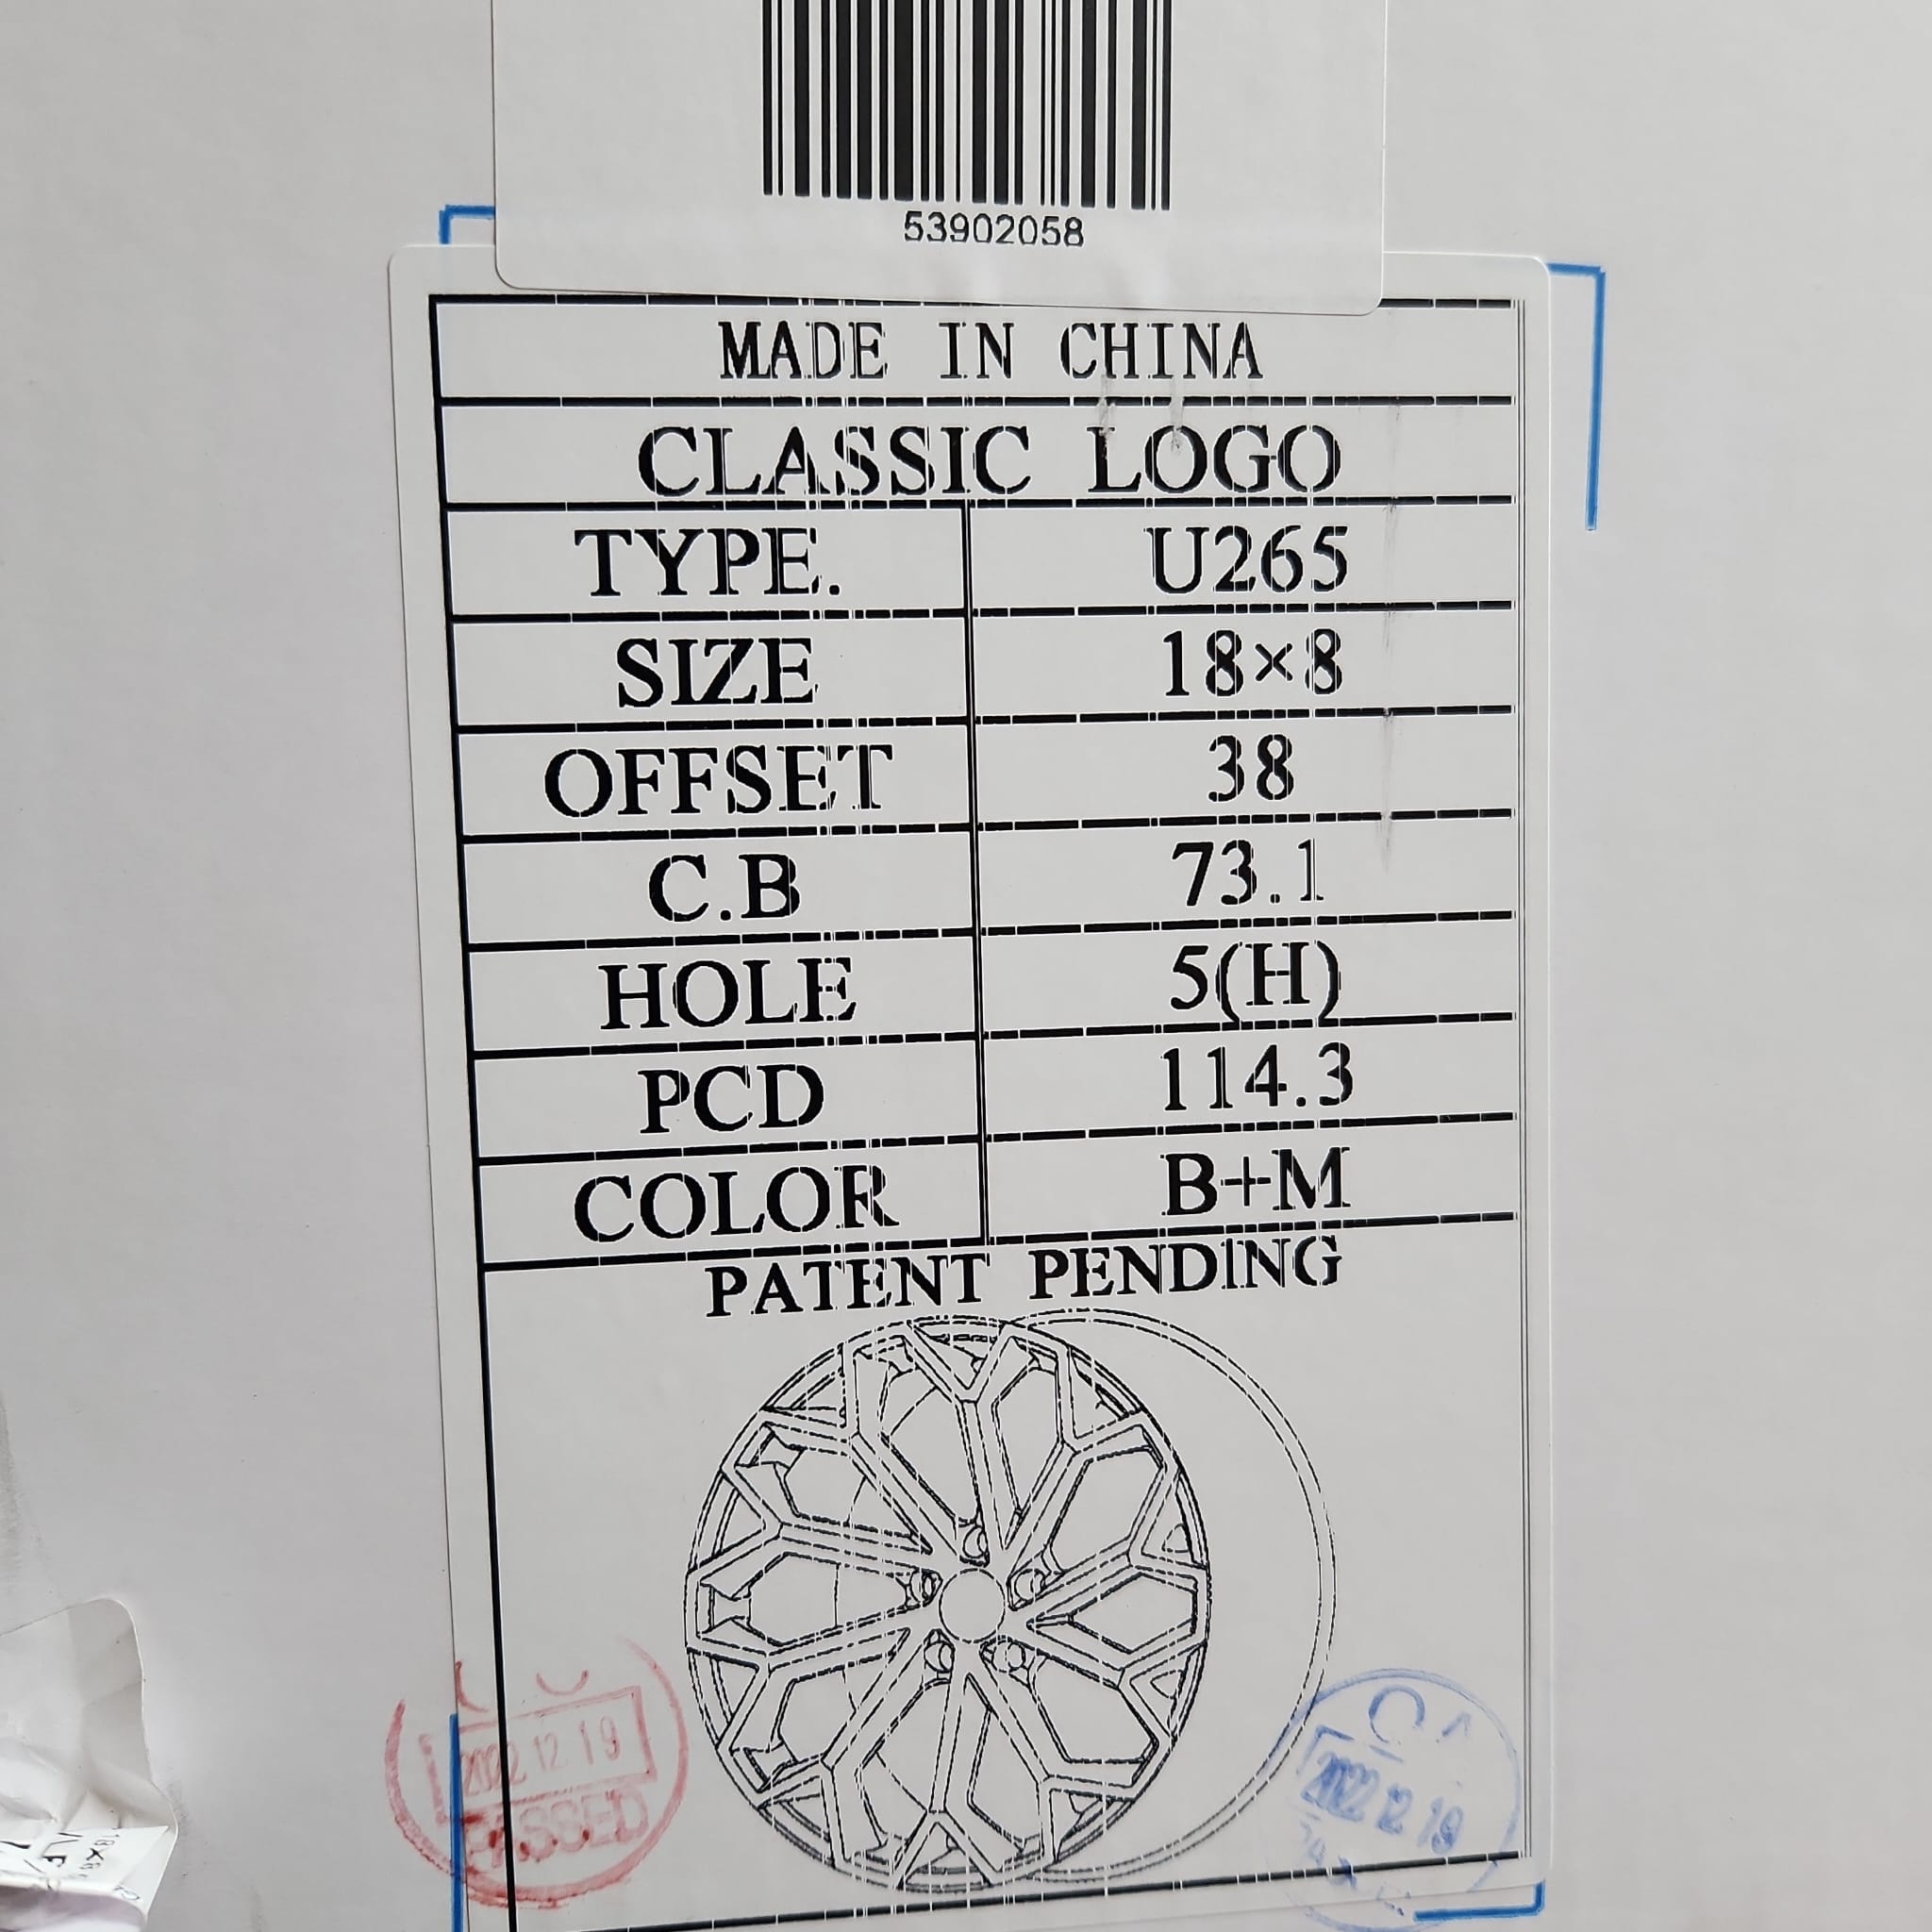 53902058
MADE IN CHINA
CLASSIC LOGO
TYPE. U265
SIZE 18×8
OFFSET 38
C.B 73.1
HOLE 5(H)
PCD 114.3
COLOR B+M
PATENT PENDING
2022 12 19
PASSED
2022 12 19